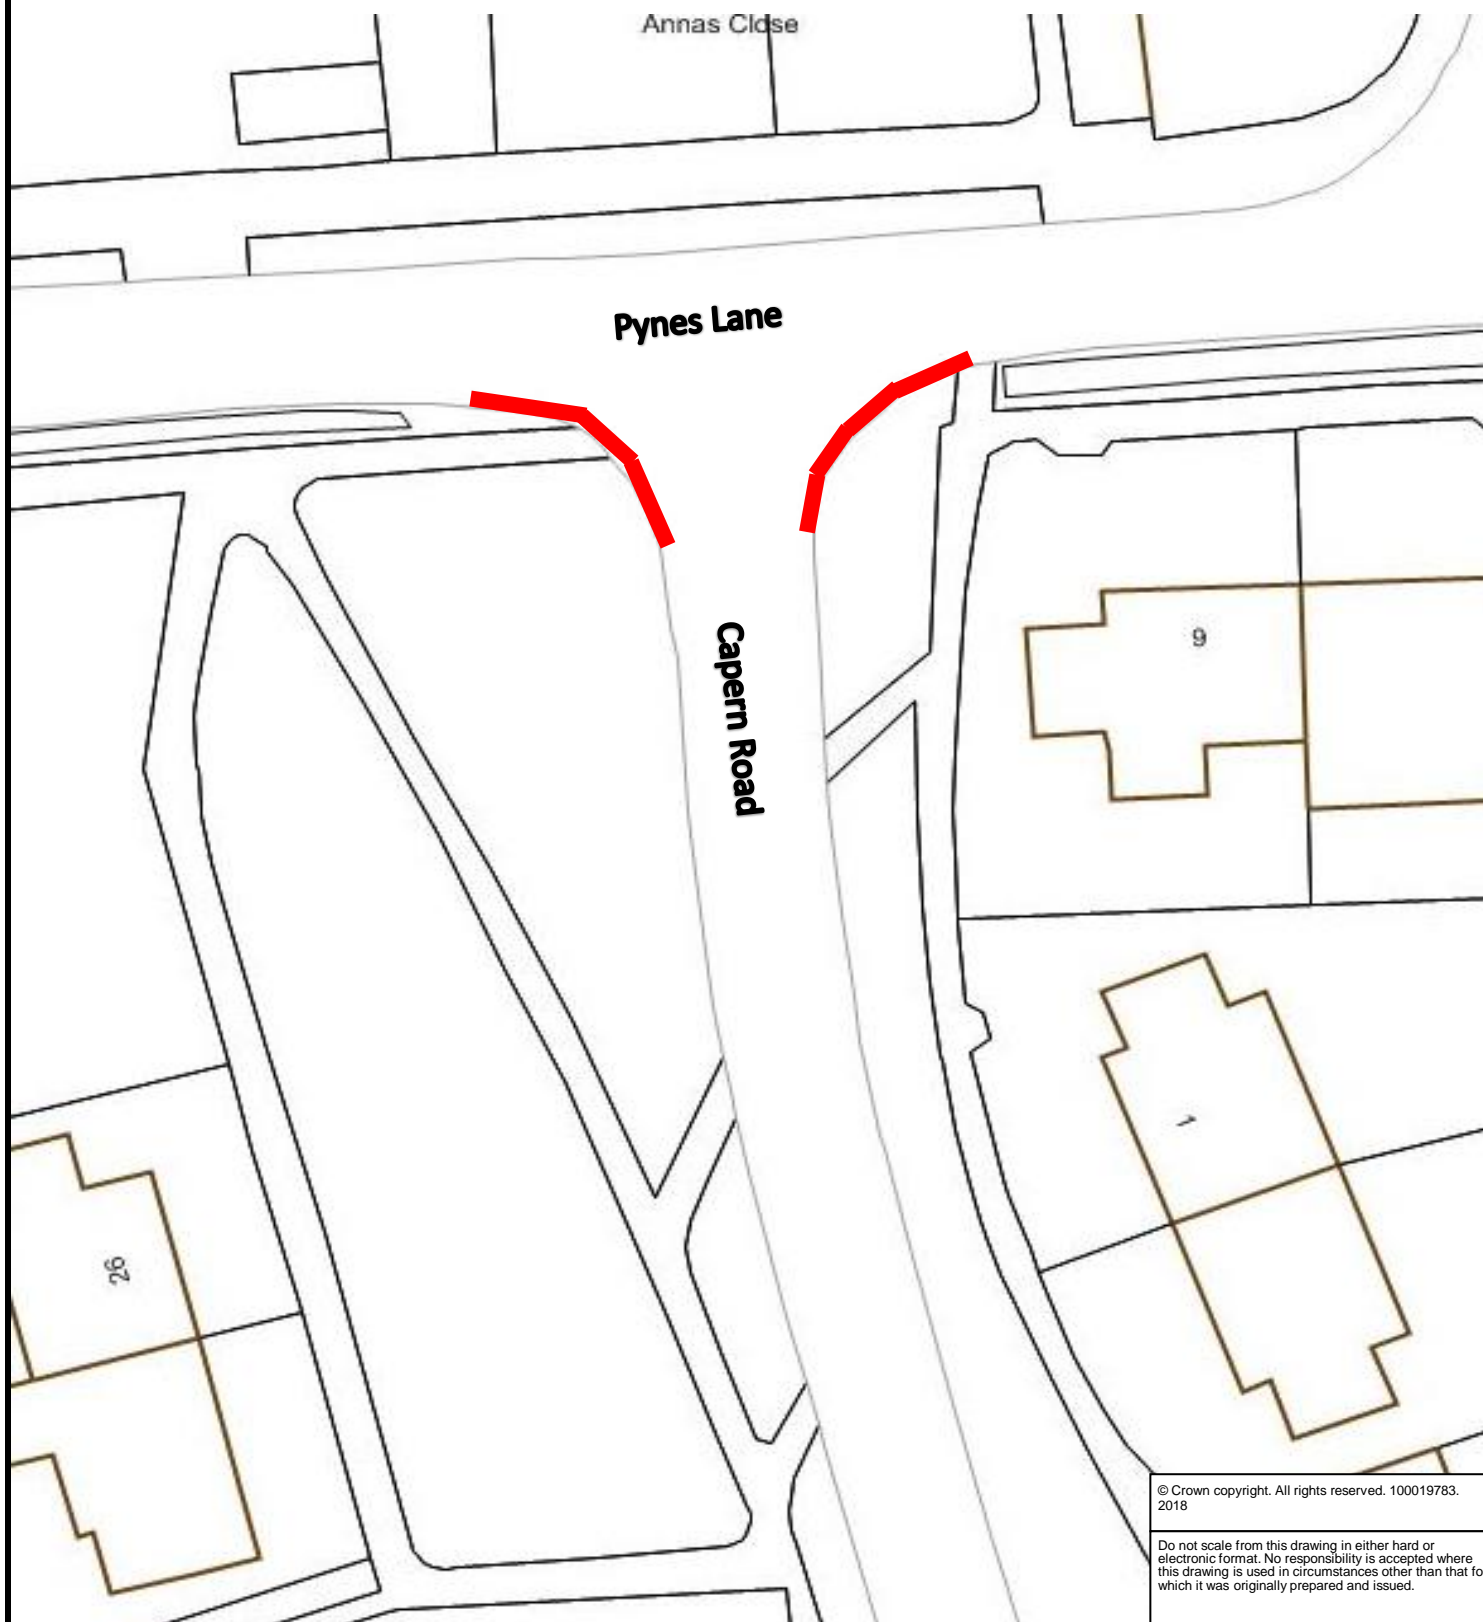 Annas Close
Pynes Lane
Capern Road
9
1
26
© Crown copyright. All rights reserved. 100019783.
2018
Do not scale from this drawing in either hard or
electronic format. No responsibility is accepted where
this drawing is used in circumstances other than that fo
which it was originally prepared and issued.